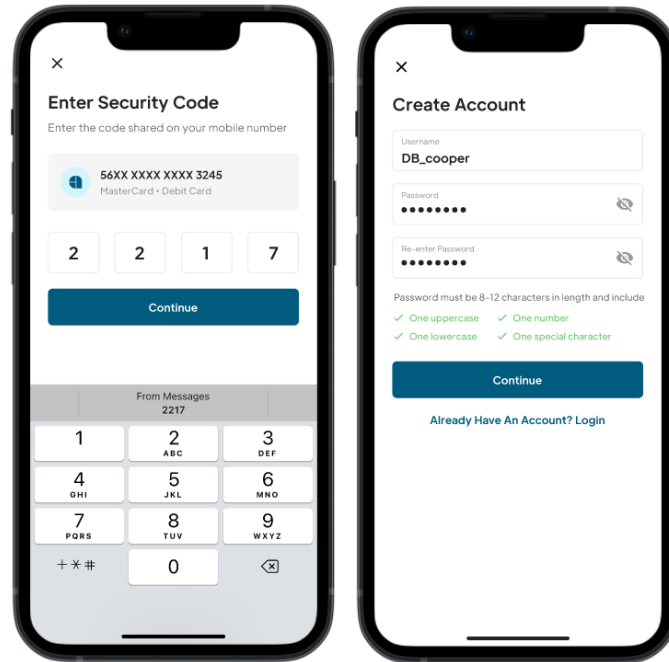 Enter Security Code
Enter the code shared on your mobile number
56XX XXXX XXXX 3245
MasterCard • Debit Card
2 2 1 7
Continue
From Messages
2217
1 2 3
ABC DEF
4 5 6
GHI JKL MNO
7 8 9
PQRS TUV WXYZ
+*# 0
Create Account
Username
DB_cooper
Password
●●●●●●●●
Re-enter Password
●●●●●●●●
Password must be 8-12 characters in length and include
✓ One uppercase ✓ One number
✓ One lowercase ✓ One special character
Continue
Already Have An Account? Login